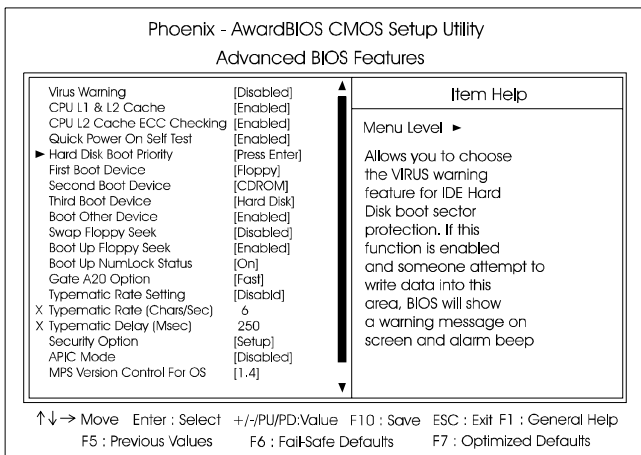 Phoenix - AwardBIOS CMOS Setup Utility
Advanced BIOS Features
Virus Warning [Disabled]
CPU L1 & L2 Cache [Enabled]
CPU L2 Cache ECC Checking [Enabled]
Quick Power On Self Test [Enabled]
► Hard Disk Boot Priority [Press Enter]
First Boot Device [Floppy]
Second Boot Device [CDROM]
Third Boot Device [Hard Disk]
Boot Other Device [Enabled]
Swap Floppy Seek [Disabled]
Boot Up Floppy Seek [Enabled]
Boot Up NumLock Status [On]
Gate A20 Option [Fast]
Typematic Rate Setting [Disabld]
X Typematic Rate (Chars/Sec) 6
X Typematic Delay (Msec) 250
Security Option [Setup]
APIC Mode [Disabled]
MPS Version Control For OS [1.4]
Item Help
Menu Level ►
Allows you to choose
the VIRUS warning
feature for IDE Hard
Disk boot sector
protection. If this
function is enabled
and someone attempt to
write data into this
area, BIOS will show
a warning message on
screen and alarm beep
↑↓→ Move Enter : Select +/-/PU/PD:Value F10 : Save ESC : Exit F1 : General Help
F5 : Previous Values F6 : Fail-Safe Defaults F7 : Optimized Defaults